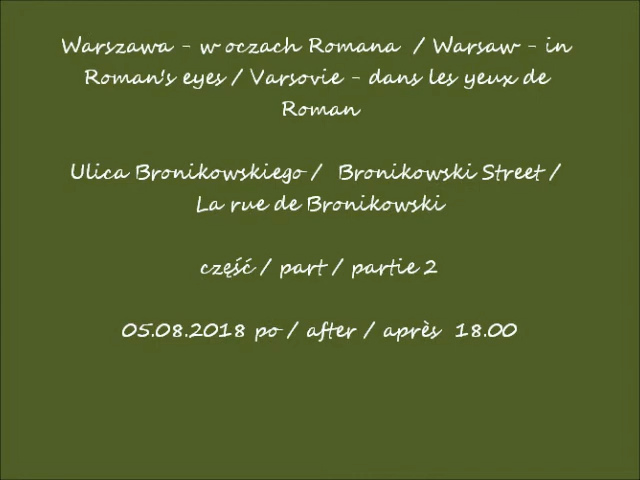 Warszawa - w oczach Romana / Warsaw - in
Roman's eyes / Varsovie - dans les yeux de
Roman
Ulica Bronikowskiego / Bronikowski Street /
La rue de Bronikowski
część / part / partie 2
05.08.2018 po / after / après 18.00